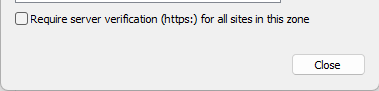 Require server verification (https:) for all sites in this zone
Close